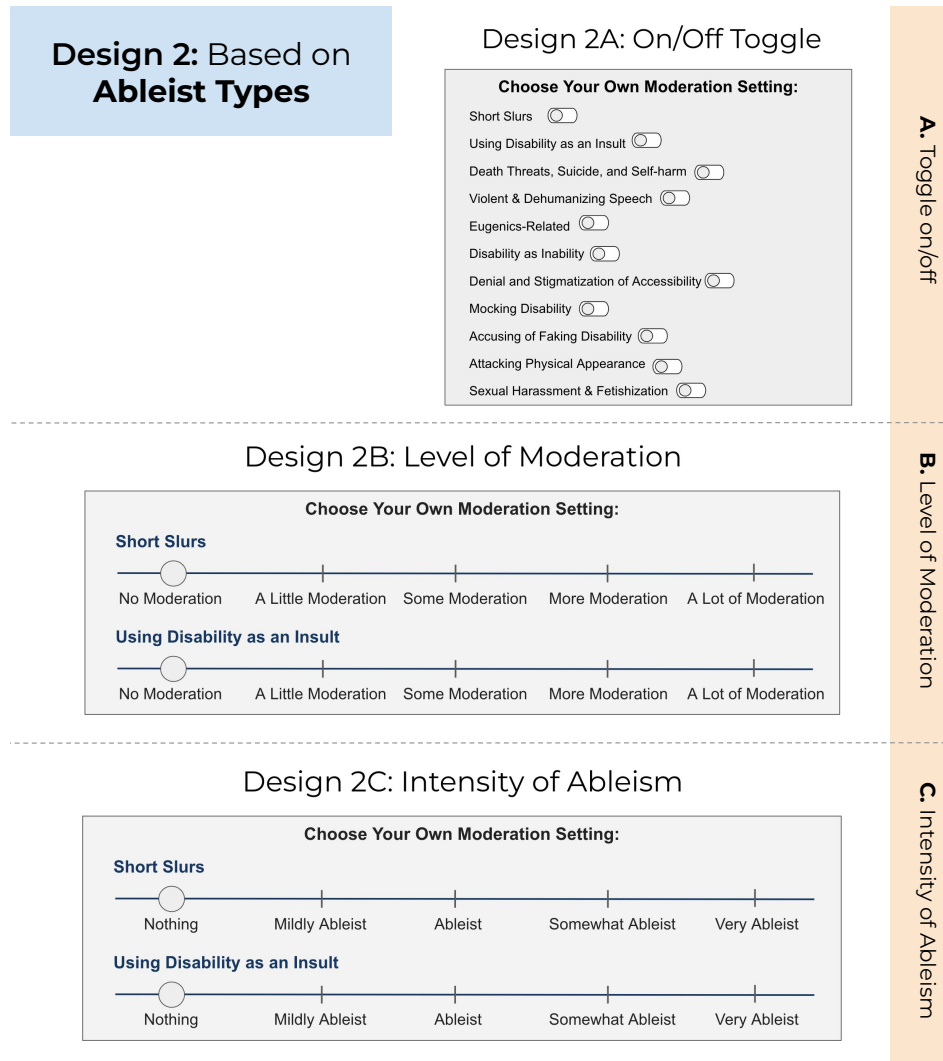 Design 2: Based on
Ableist Types
Design 2A: On/Off Toggle
Choose Your Own Moderation Setting:
Short Slurs
Using Disability as an Insult
Death Threats, Suicide, and Self-harm
Violent & Dehumanizing Speech
Eugenics-Related
Disability as Inability
Denial and Stigmatization of Accessibility
Mocking Disability
Accusing of Faking Disability
Attacking Physical Appearance
Sexual Harassment & Fetishization
A. Toggle on/off
Design 2B: Level of Moderation
Choose Your Own Moderation Setting:
Short Slurs
No Moderation A Little Moderation Some Moderation More Moderation A Lot of Moderation
Using Disability as an Insult
No Moderation A Little Moderation Some Moderation More Moderation A Lot of Moderation
B. Level of Moderation
Design 2C: Intensity of Ableism
Choose Your Own Moderation Setting:
Short Slurs
Nothing Mildly Ableist Ableist Somewhat Ableist Very Ableist
Using Disability as an Insult
Nothing Mildly Ableist Ableist Somewhat Ableist Very Ableist
C. Intensity of Ableism